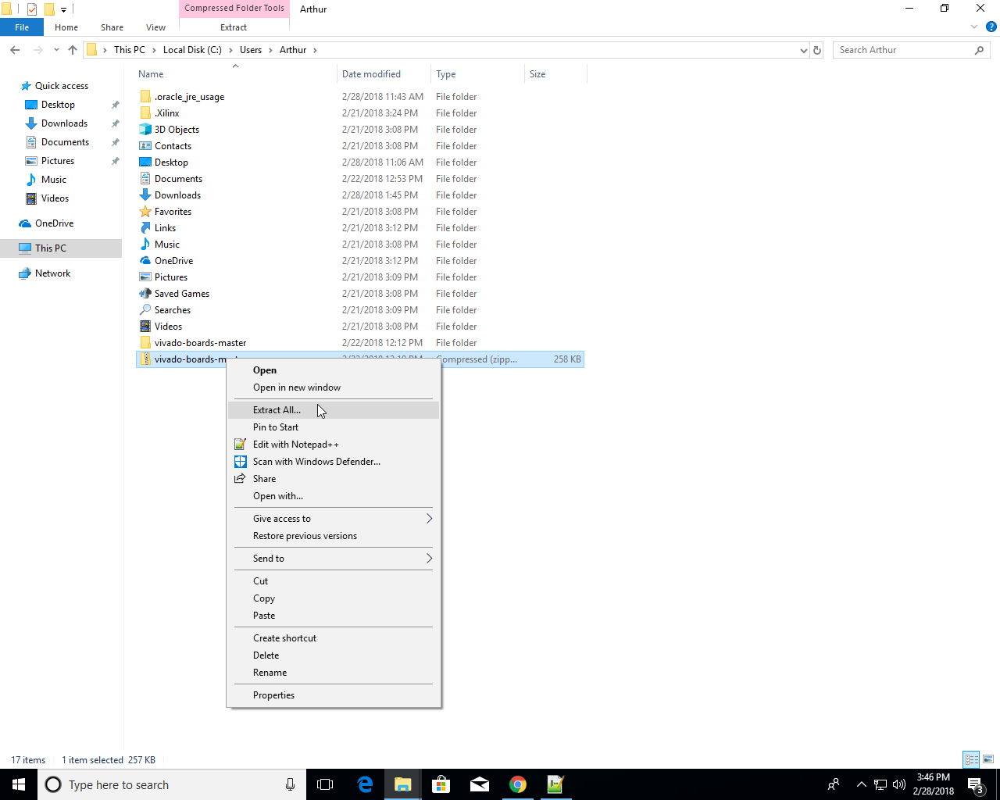 Compressed Folder Tools
Arthur
File
Home
Share
View
Extract
This PC
Local Disk (C:)
Users
Arthur
Search Arthur
Name
Date modified
Type
Size
Quick access
Desktop
Downloads
Documents
Pictures
Music
Videos
OneDrive
This PC
Network
.oracle_jre_usage 2/28/2018 11:43 AM File folder
.Xilinx 2/21/2018 3:24 PM File folder
3D Objects 2/21/2018 3:08 PM File folder
Contacts 2/21/2018 3:08 PM File folder
Desktop 2/28/2018 11:06 AM File folder
Documents 2/22/2018 12:53 PM File folder
Downloads 2/28/2018 1:45 PM File folder
Favorites 2/21/2018 3:08 PM File folder
Links 2/21/2018 3:12 PM File folder
Music 2/21/2018 3:08 PM File folder
OneDrive 2/21/2018 3:12 PM File folder
Pictures 2/21/2018 3:09 PM File folder
Saved Games 2/21/2018 3:08 PM File folder
Searches 2/21/2018 3:09 PM File folder
Videos 2/21/2018 3:08 PM File folder
vivado-boards-master 2/22/2018 12:12 PM File folder
vivado-boards-m Compressed (zipp... 258 KB
Open
Open in new window
Extract All...
Pin to Start
Edit with Notepad++
Scan with Windows Defender...
Share
Open with...
Give access to
Restore previous versions
Send to
Cut
Copy
Paste
Create shortcut
Delete
Rename
Properties
17 items 1 item selected 257 KB
Type here to search
3:46 PM
2/28/2018
3